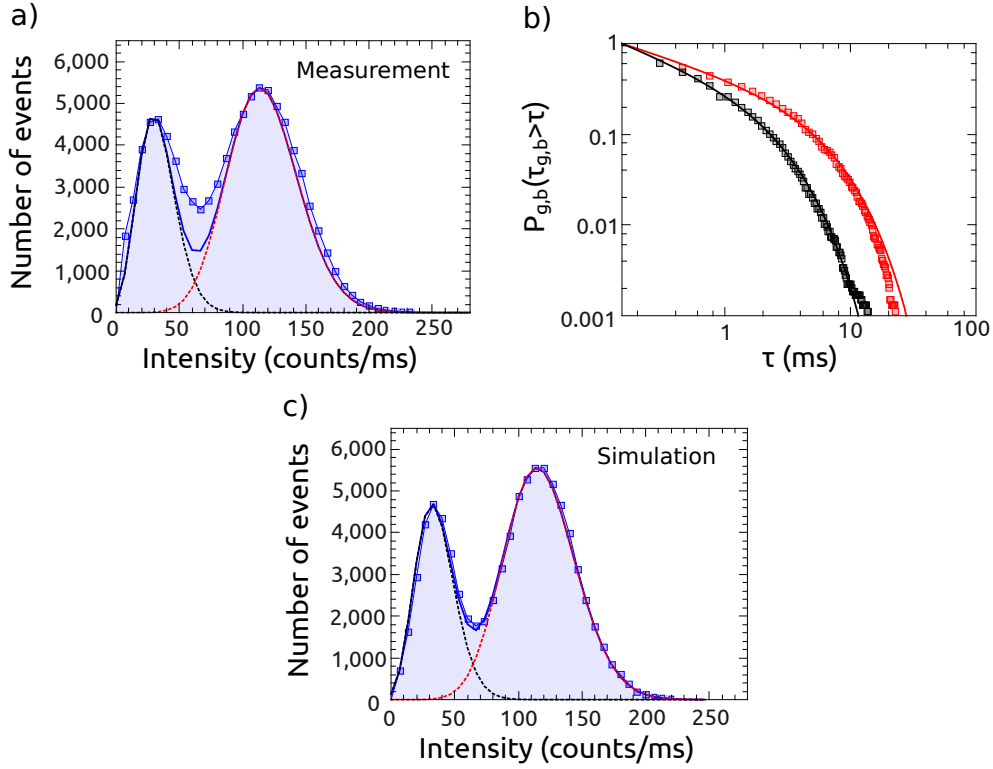 a)
Number of events
6,000
5,000
4,000
3,000
2,000
1,000
0
Measurement
0 50 100 150 200 250
Intensity (counts/ms)
b)
P_{g,b}(τ_{g,b}>τ)
1
0.1
0.01
0.001
1 10 100
τ (ms)
c)
Number of events
6,000
5,000
4,000
3,000
2,000
1,000
0
Simulation
0 50 100 150 200 250
Intensity (counts/ms)